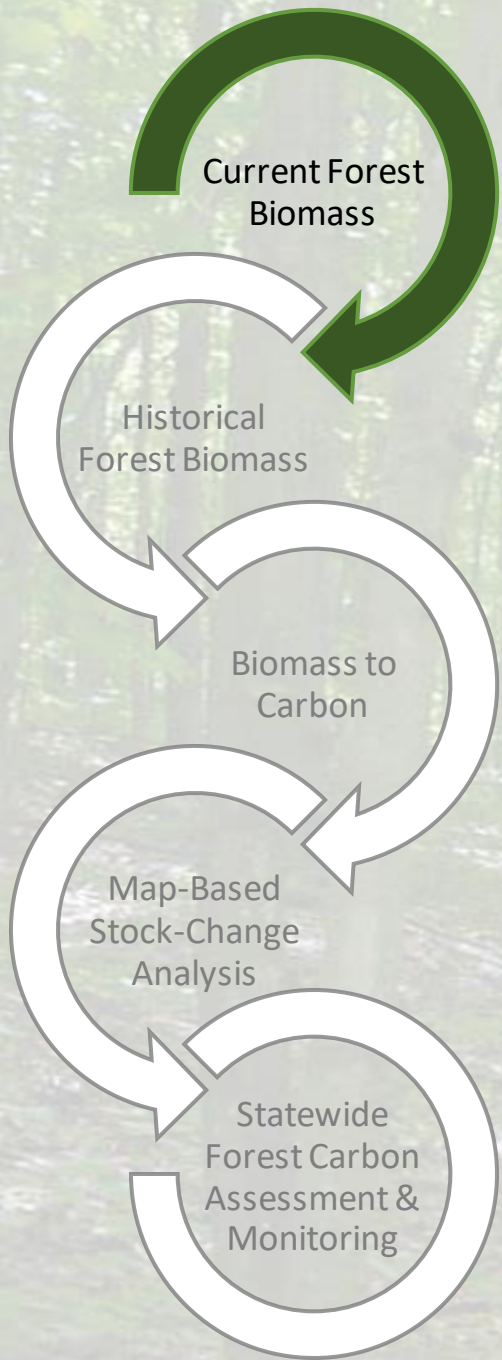 Current Forest
Biomass
Historical
Forest Biomass
Biomass to
Carbon
Map-Based
Stock-Change
Analysis
Statewide
Forest Carbon
Assessment &
Monitoring